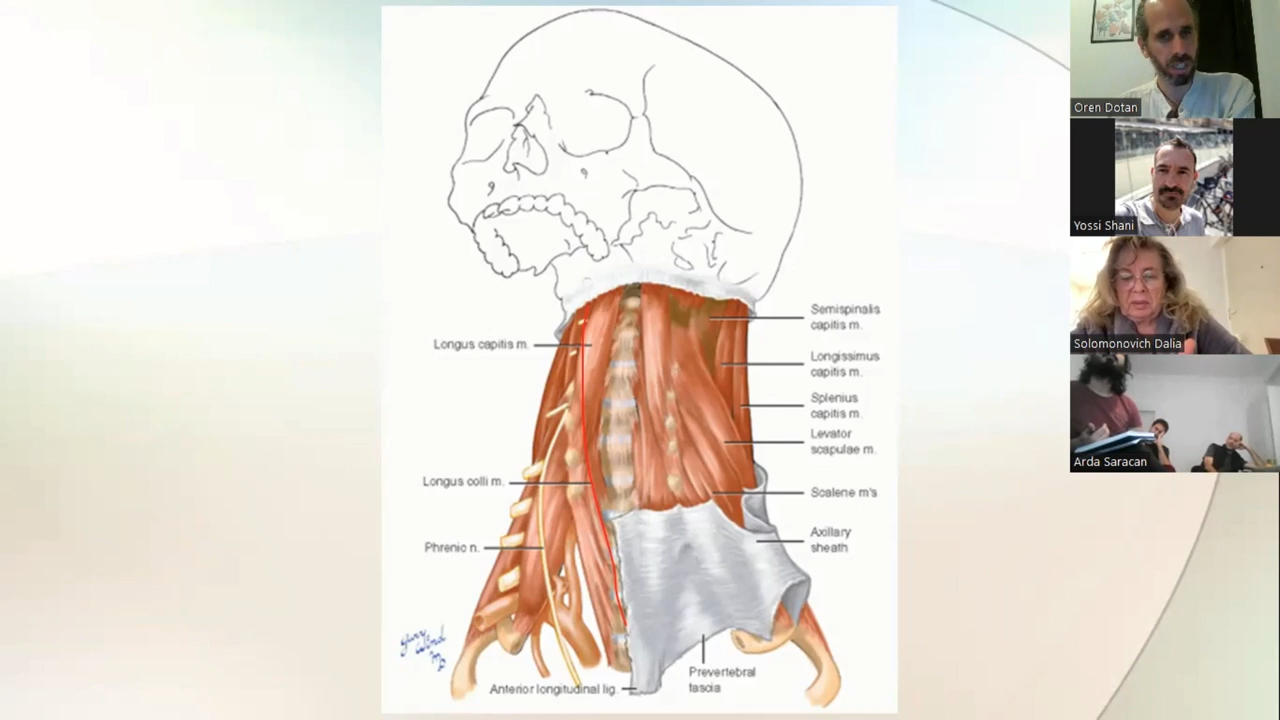 Semispinalis
capitis m.
Longus capitis m.
Longissimus
capitis m.
Splenius
capitis m.
Levator
scapulae m.
Longus colli m.
Scalene m's
Axillary
sheath
Phrenic n.
Prevertebral
fascia
Anterior longitudinal lig.
Oren Dotan
Yossi Shani
Solomonovich Dalia
Arda Saracan